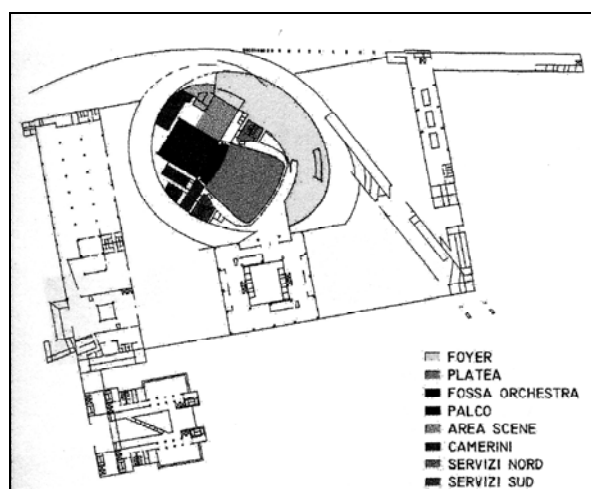 FOYER
PLATEA
FOSSA ORCHESTRA
PALCO
AREA SCENE
CAMERINI
SERVIZI NORD
SERVIZI SUD